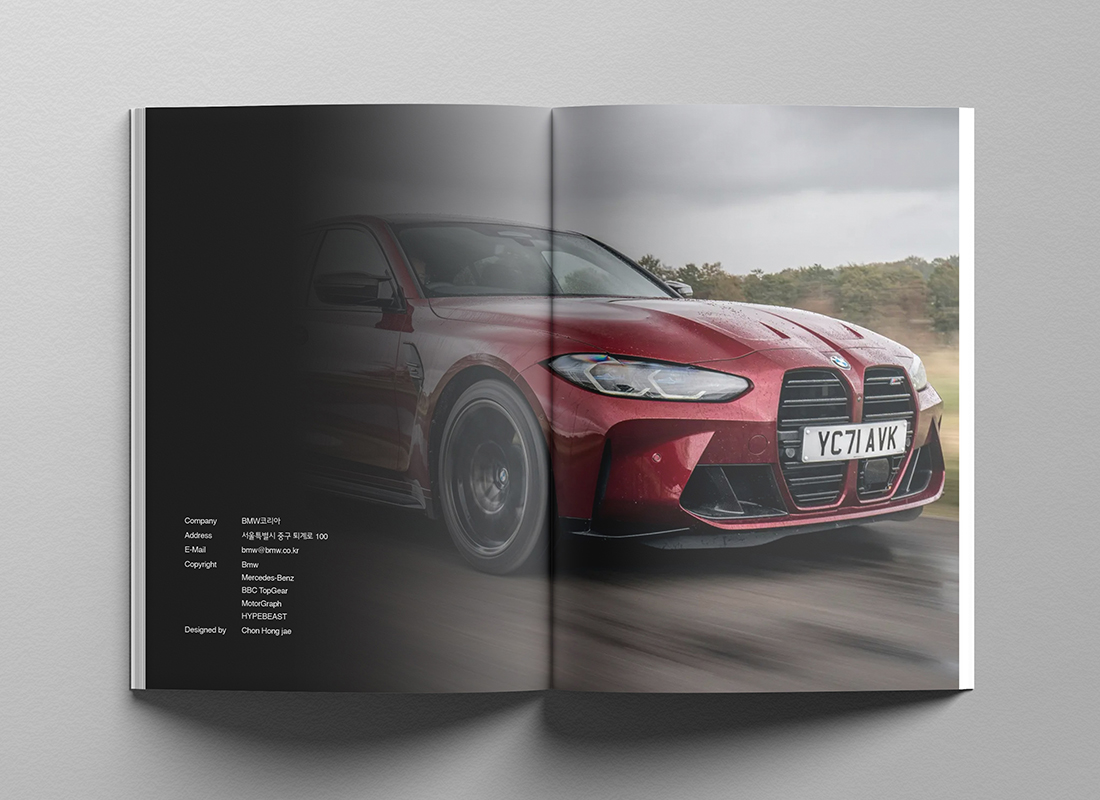 Company BMW코리아
Address 서울특별시 중구 퇴계로 100
E-Mail bmw@bmw.co.kr
Copyright Bmw
Mercedes-Benz
BBC TopGear
MotorGraph
HYPEBEAST
Designed by Chon Hong jae
YC71 AVK